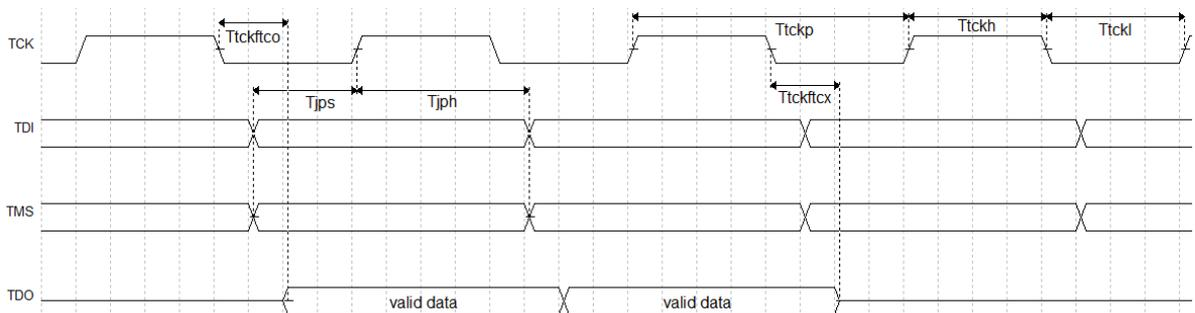 Ttckftco
Ttckp
Ttckh
Ttckl
TCK
Tjps
Tjph
Ttckftcx
TDI
TMS
TDO
valid data
valid data